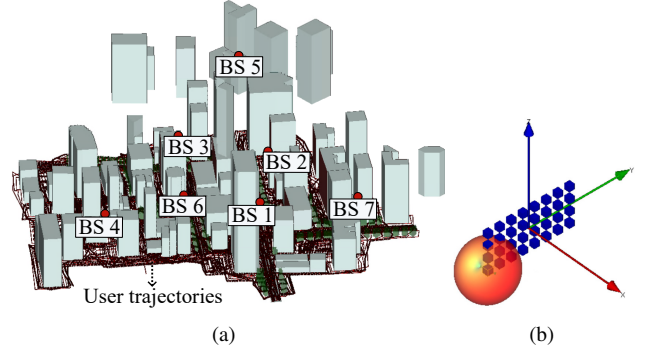 BS 5
BS 3
BS 2
BS 6
BS 1
BS 7
BS 4
User trajectories
Z
Y
X
(a)
(b)